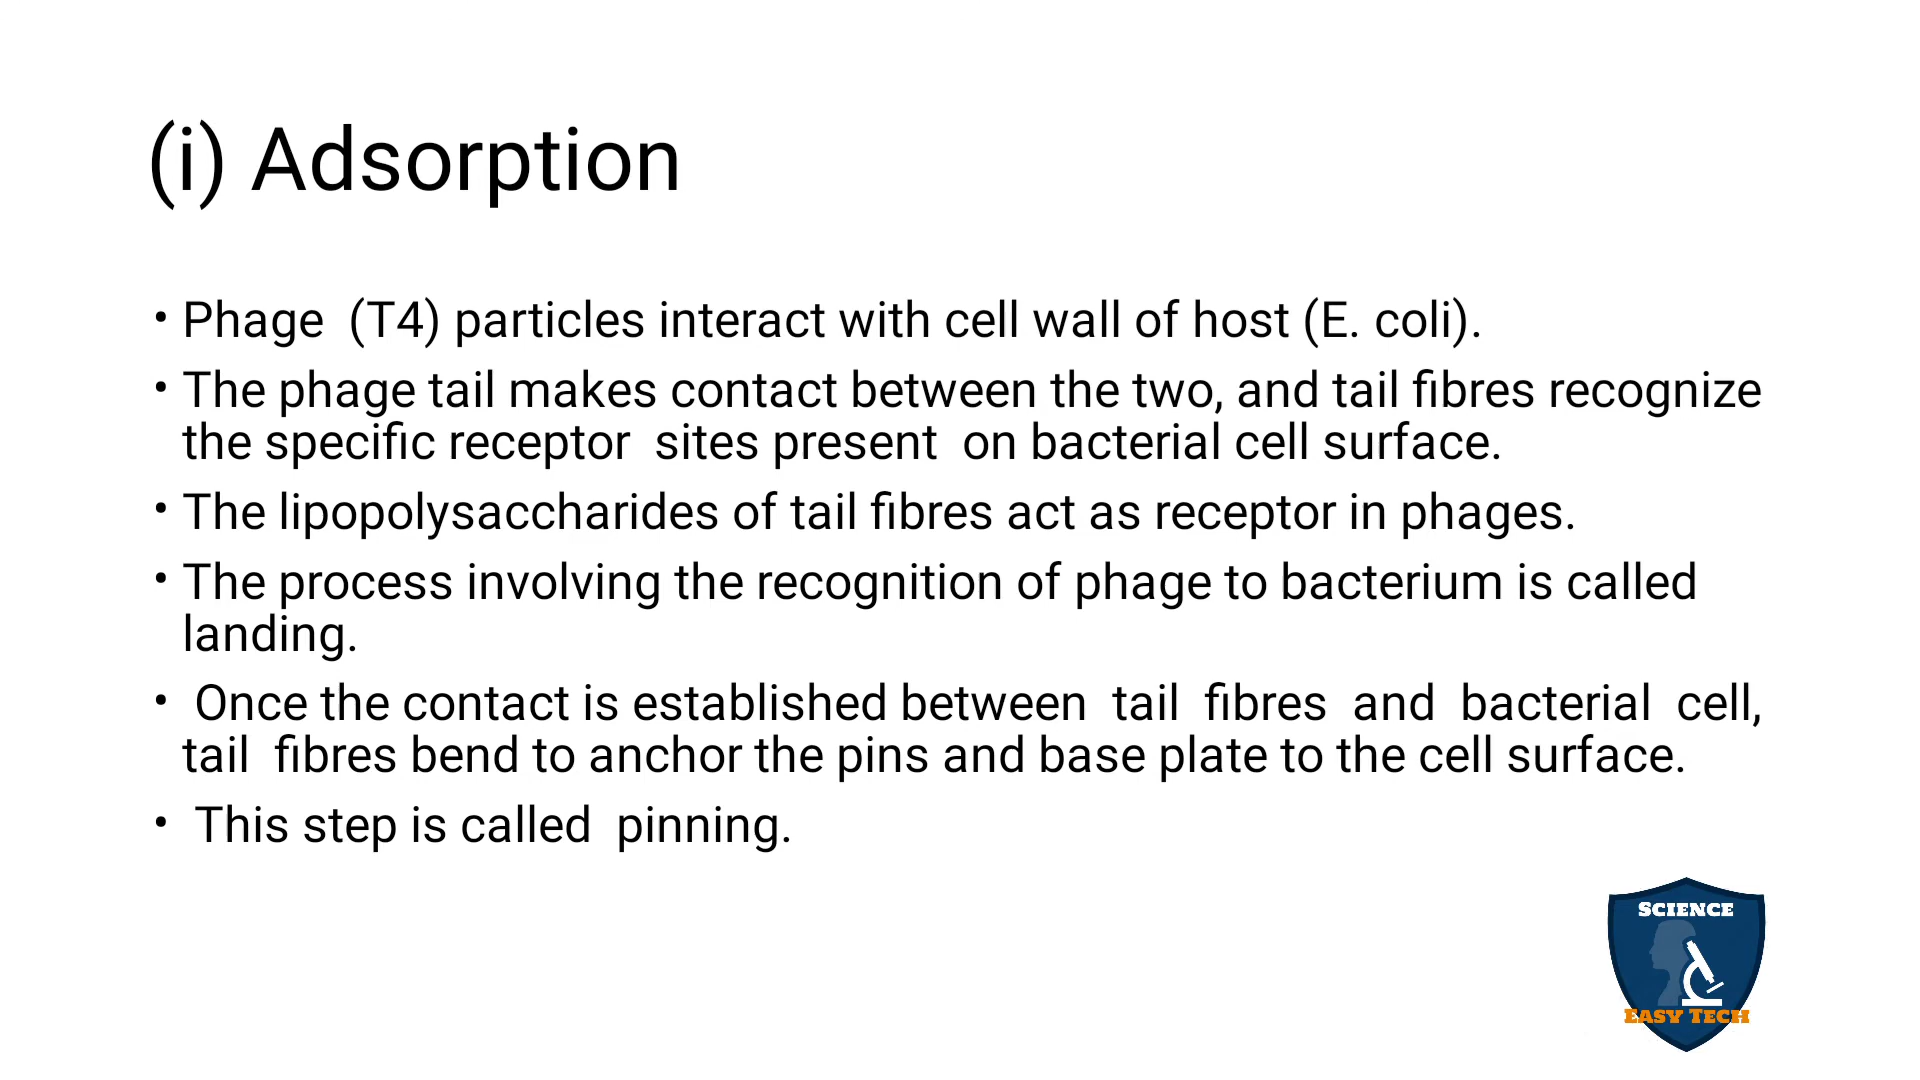 (i) Adsorption
• Phage  (T4) particles interact with cell wall of host (E. coli).
• The phage tail makes contact between the two, and tail fibres recognize
the specific receptor  sites present  on bacterial cell surface.
• The lipopolysaccharides of tail fibres act as receptor in phages.
• The process involving the recognition of phage to bacterium is called
landing.
•  Once the contact is established between  tail  fibres  and  bacterial  cell,
tail  fibres bend to anchor the pins and base plate to the cell surface.
•  This step is called  pinning.
SCIENCE
EASY TECH